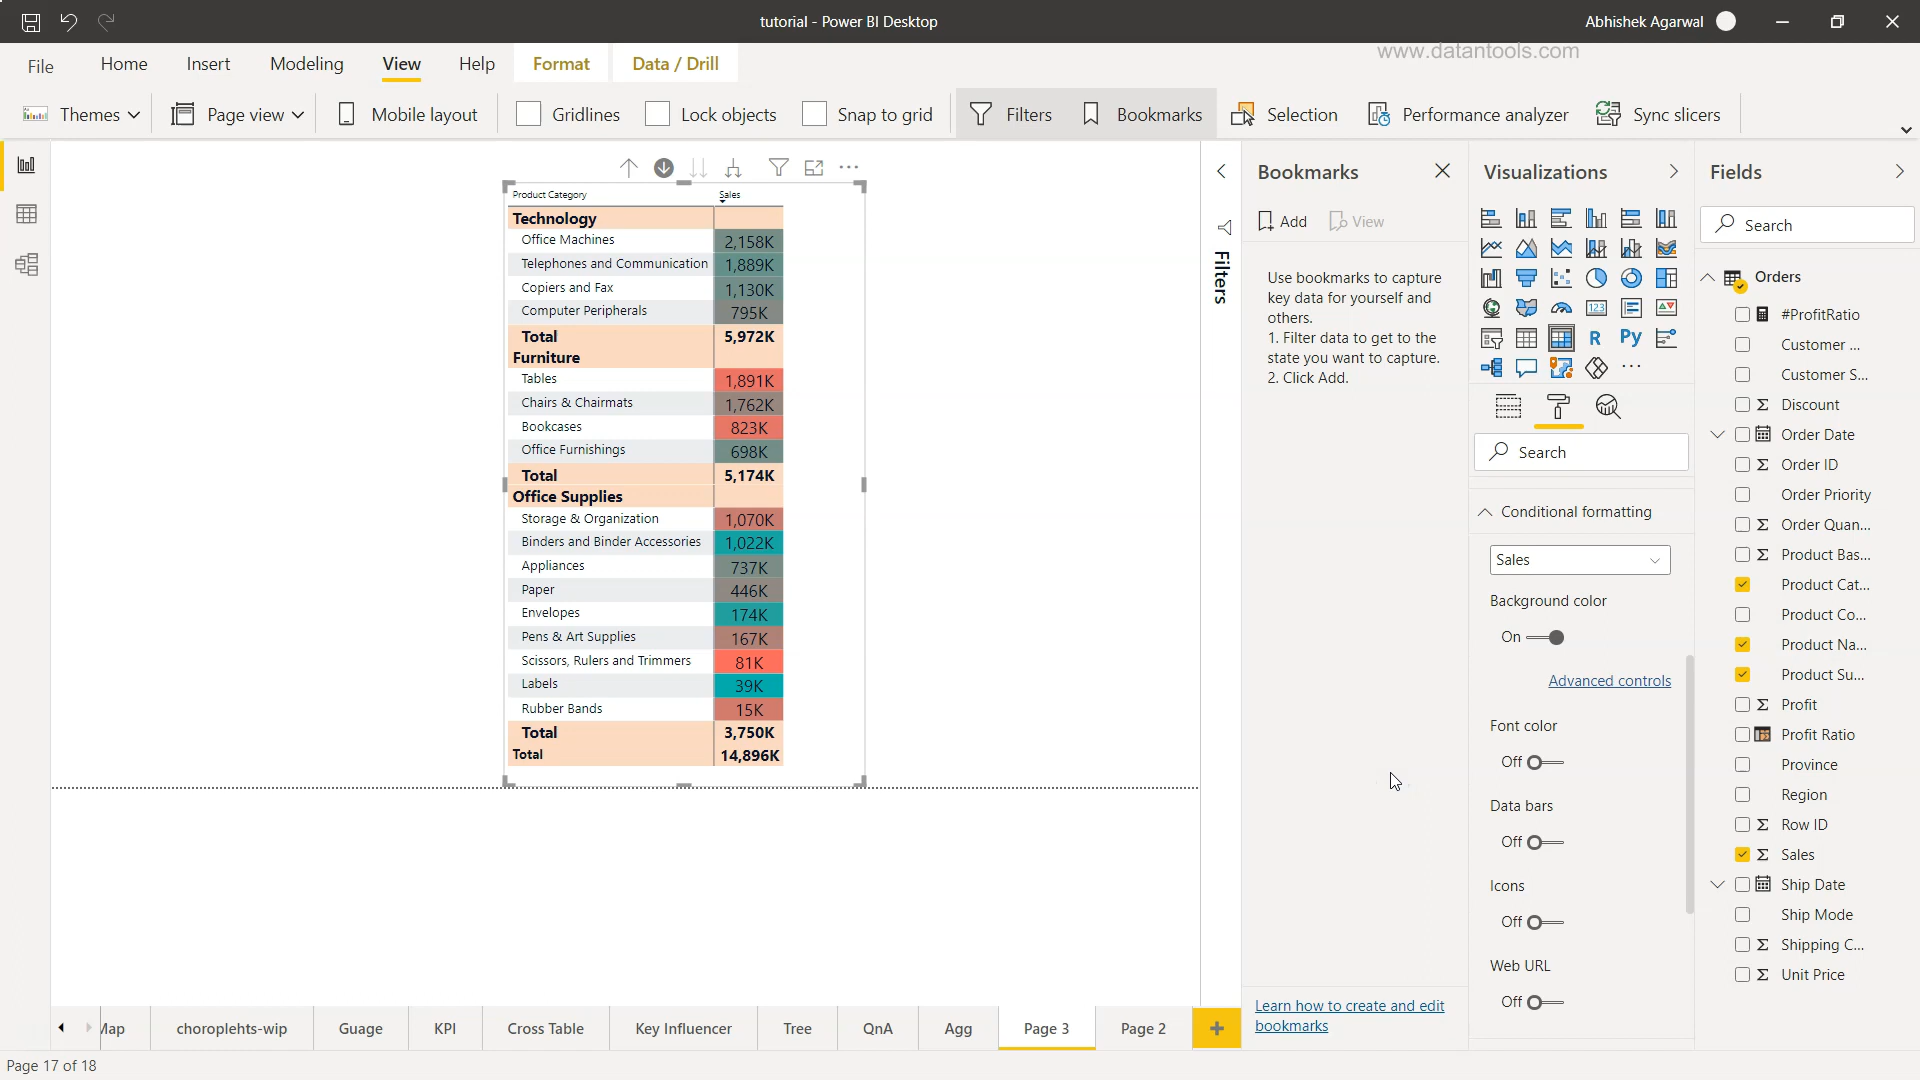 tutorial - Power BI Desktop
Abhishek Agarwal
www.datantools.com
File
Home
Insert
Modeling
View
Help
Format
Data / Drill
Themes
Page view
Mobile layout
Gridlines
Lock objects
Snap to grid
Filters
Bookmarks
Selection
Performance analyzer
Sync slicers
Product Category Sales
Technology
Office Machines 2,158K
Telephones and Communication 1,889K
Copiers and Fax 1,130K
Computer Peripherals 795K
Total 5,972K
Furniture
Tables 1,891K
Chairs & Chairmats 1,762K
Bookcases 823K
Office Furnishings 698K
Total 5,174K
Office Supplies
Storage & Organization 1,070K
Binders and Binder Accessories 1,022K
Appliances 737K
Paper 446K
Envelopes 174K
Pens & Art Supplies 167K
Scissors, Rulers and Trimmers 81K
Labels 39K
Rubber Bands 15K
Total 3,750K
Total 14,896K
Filters
Bookmarks
Add
View
Use bookmarks to capture
key data for yourself and
others.
1. Filter data to get to the
state you want to capture.
2. Click Add.
Learn how to create and edit
bookmarks
Visualizations
123
R
Py
Search
Conditional formatting
Sales
Background color
On
Advanced controls
Font color
Off
Data bars
Off
Icons
Off
Web URL
Off
Fields
Search
Orders
#ProfitRatio
Customer ...
Customer S...
Σ Discount
Order Date
Σ Order ID
Order Priority
Σ Order Quan...
Σ Product Bas...
Product Cat...
Product Co...
Product Na...
Product Su...
Σ Profit
Profit Ratio
Province
Region
Σ Row ID
Σ Sales
Ship Date
Ship Mode
Σ Shipping C...
Σ Unit Price
choroplehts-wip
Guage
KPI
Cross Table
Key Influencer
Tree
QnA
Agg
Page 3
Page 2
Page 17 of 18